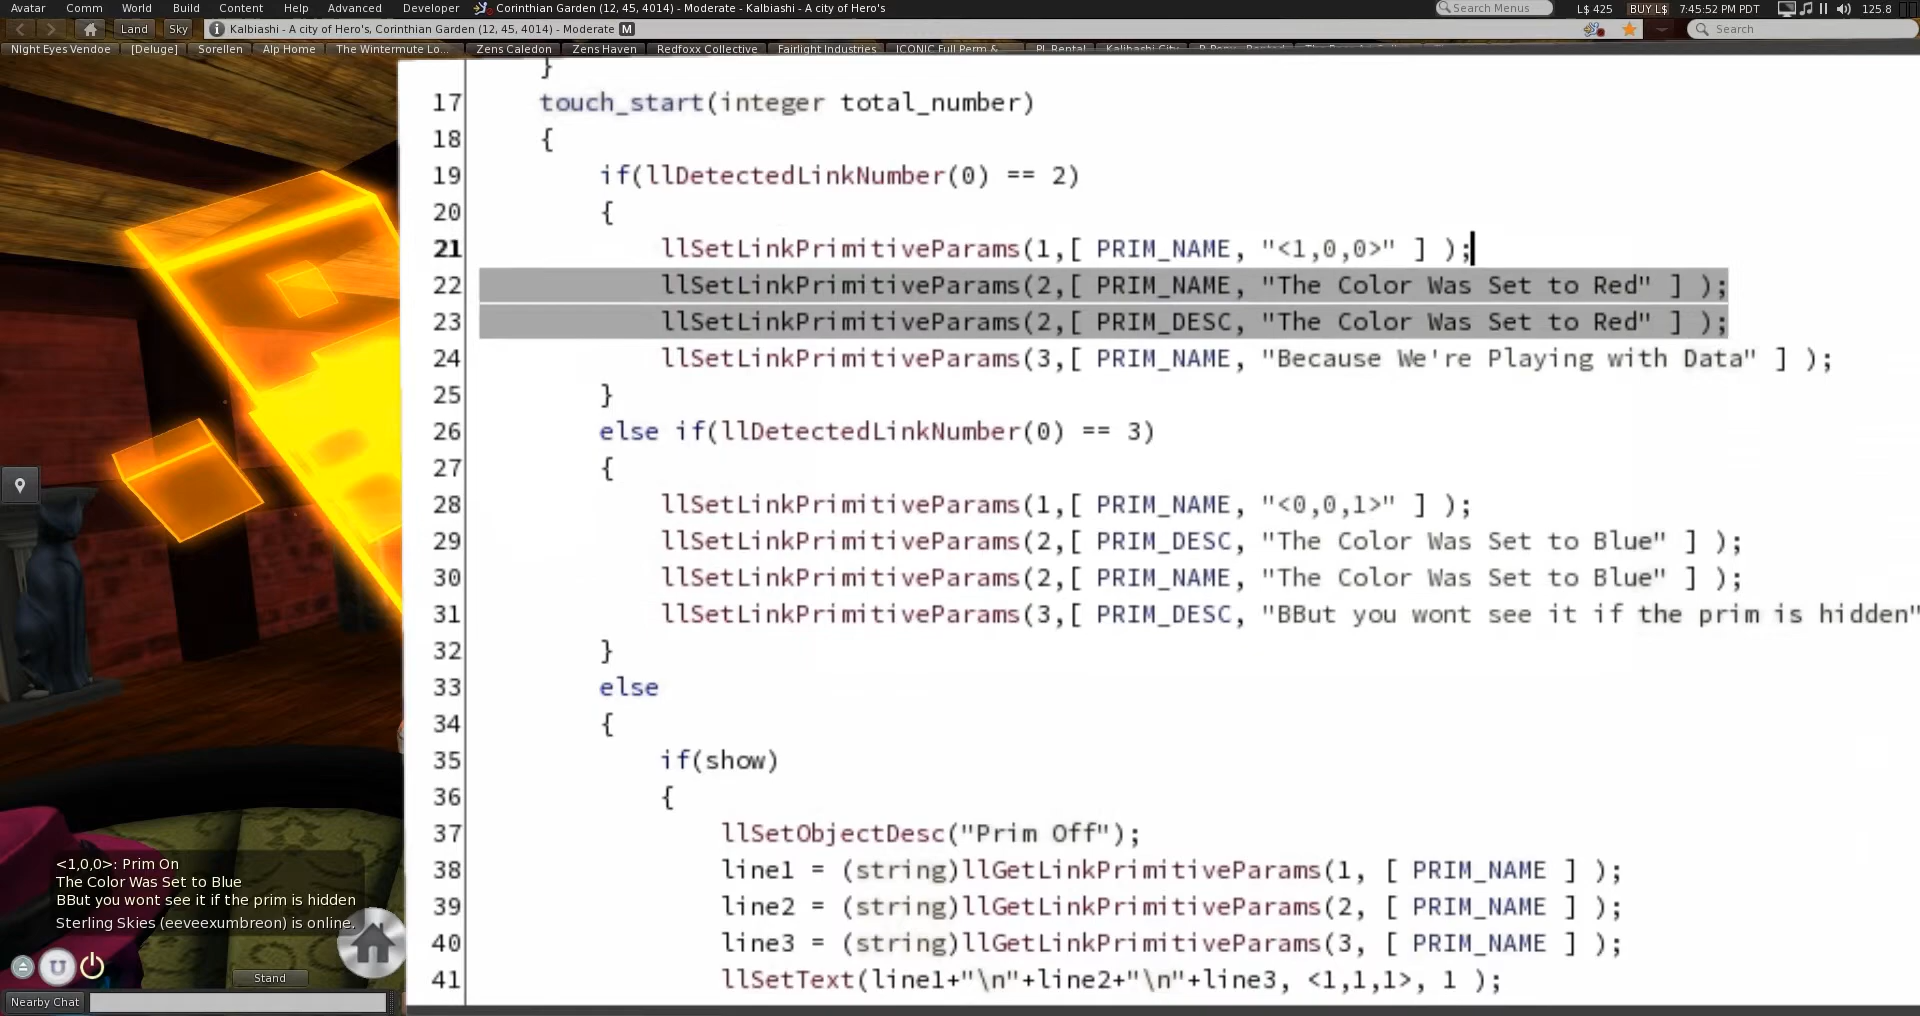 Avatar Comm World Build Content Help Advanced Developer Corinthian Garden (12, 45, 4014) - Moderate - Kalbiashi - A city of Hero's Search Menus L$ 425 BUY L$ 7:45:52 PM PDT 125.8
Land Sky Kalbiashi - A city of Hero's, Corinthian Garden (12, 45, 4014) - Moderate M Search
Night Eyes Vendoe [Deluge] Sorellen Alp Home The Wintermute Lo... Zens Caledon Zens Haven Redfoxx Collective Fairlight Industries ICONIC Full Perm &
}
17 touch_start(integer total_number)
18 {
19 if(llDetectedLinkNumber(0) == 2)
20 {
21 llSetLinkPrimitiveParams(1,[ PRIM_NAME, "<1,0,0>" ] );
22 llSetLinkPrimitiveParams(2,[ PRIM_NAME, "The Color Was Set to Red" ] );
23 llSetLinkPrimitiveParams(2,[ PRIM_DESC, "The Color Was Set to Red" ] );
24 llSetLinkPrimitiveParams(3,[ PRIM_NAME, "Because We're Playing with Data" ] );
25 }
26 else if(llDetectedLinkNumber(0) == 3)
27 {
28 llSetLinkPrimitiveParams(1,[ PRIM_NAME, "<0,0,1>" ] );
29 llSetLinkPrimitiveParams(2,[ PRIM_DESC, "The Color Was Set to Blue" ] );
30 llSetLinkPrimitiveParams(2,[ PRIM_NAME, "The Color Was Set to Blue" ] );
31 llSetLinkPrimitiveParams(3,[ PRIM_DESC, "BBut you wont see it if the prim is hidden"
32 }
33 else
34 {
35 if(show)
36 {
37 llSetObjectDesc("Prim Off");
38 line1 = (string)llGetLinkPrimitiveParams(1, [ PRIM_NAME ] );
39 line2 = (string)llGetLinkPrimitiveParams(2, [ PRIM_NAME ] );
40 line3 = (string)llGetLinkPrimitiveParams(3, [ PRIM_NAME ] );
41 llSetText(line1+"\n"+line2+"\n"+line3, <1,1,1>, 1 );
<1,0,0>: Prim On
The Color Was Set to Blue
BBut you wont see it if the prim is hidden
Sterling Skies (eeveexumbreon) is online.
Stand
Nearby Chat